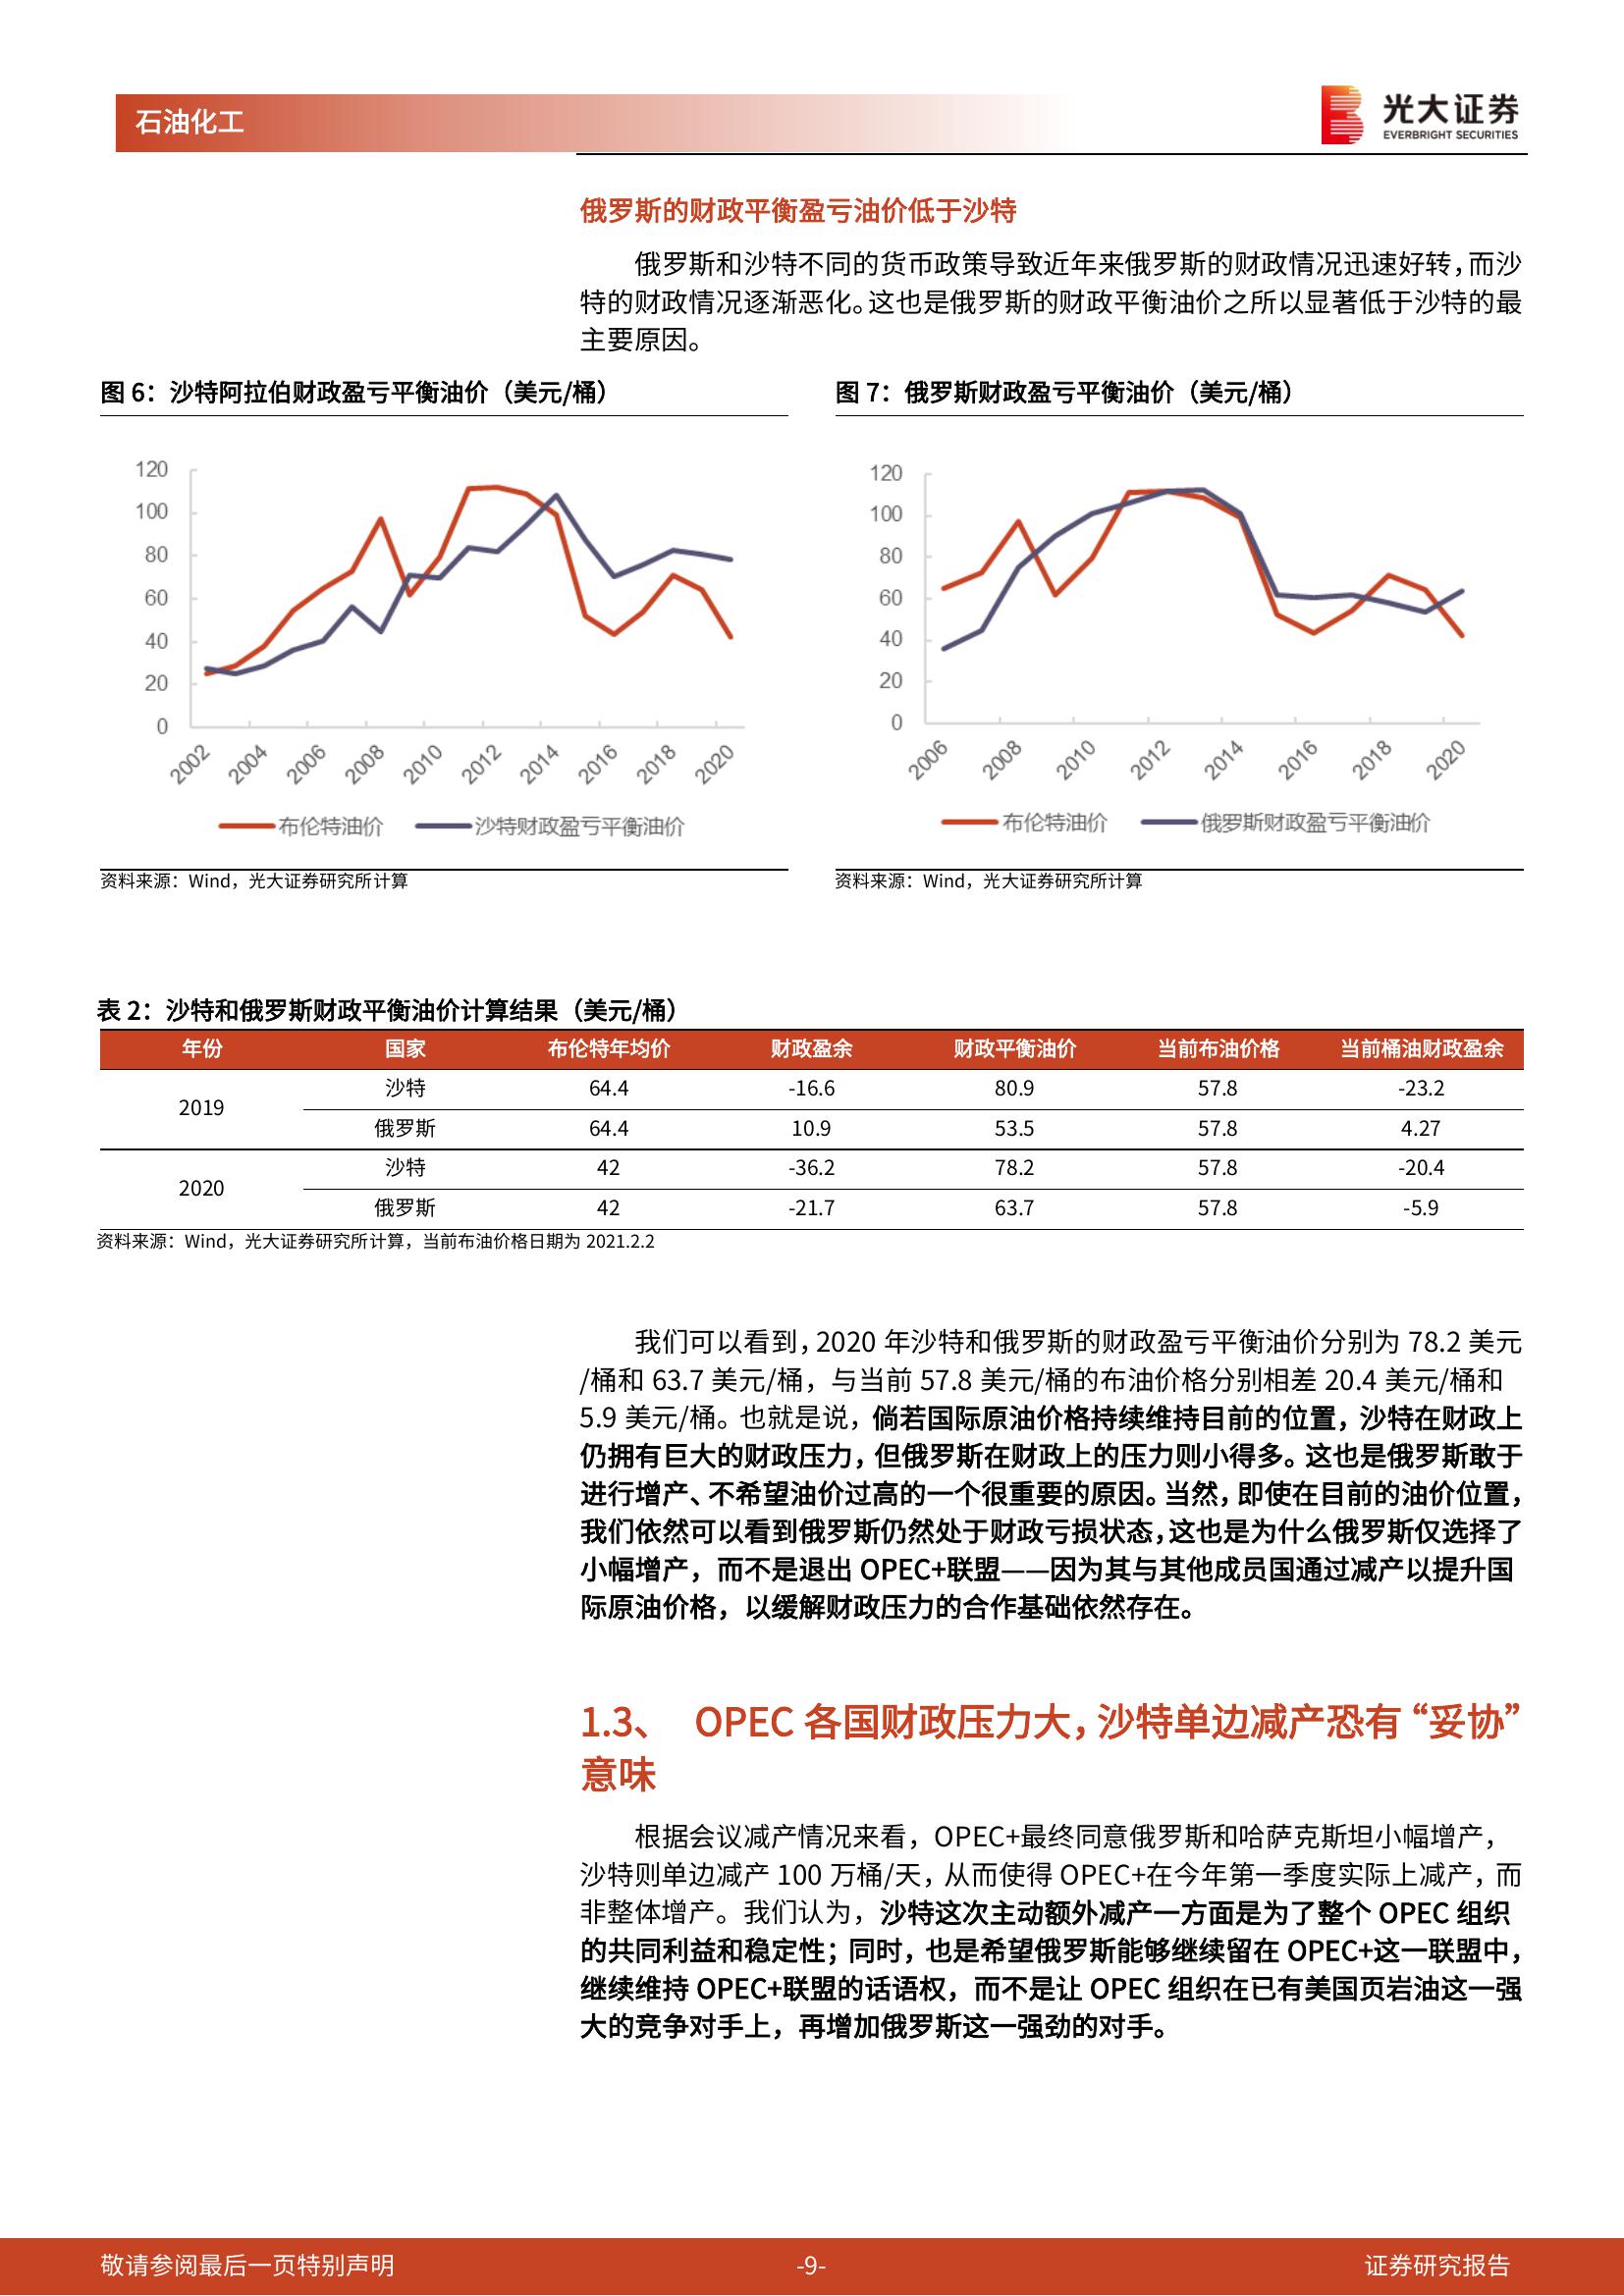 石油化工
光大证券
EVERBRIGHT SECURITIES
俄罗斯的财政平衡盈亏油价低于沙特
俄罗斯和沙特不同的货币政策导致近年来俄罗斯的财政情况迅速好转，而沙
特的财政情况逐渐恶化。这也是俄罗斯的财政平衡油价之所以显著低于沙特的最
主要原因。
图 6：沙特阿拉伯财政盈亏平衡油价（美元/桶）
120
100
80
60
40
20
0
2002 2004 2006 2008 2010 2012 2014 2016 2018 2020
布伦特油价 沙特财政盈亏平衡油价
资料来源：Wind，光大证券研究所计算
图 7：俄罗斯财政盈亏平衡油价（美元/桶）
120
100
80
60
40
20
0
2006 2008 2010 2012 2014 2016 2018 2020
布伦特油价 俄罗斯财政盈亏平衡油价
资料来源：Wind，光大证券研究所计算
表 2：沙特和俄罗斯财政平衡油价计算结果（美元/桶）
年份 国家 布伦特年均价 财政盈余 财政平衡油价 当前布油价格 当前桶油财政盈余
2019 沙特 64.4 -16.6 80.9 57.8 -23.2
俄罗斯 64.4 10.9 53.5 57.8 4.27
2020 沙特 42 -36.2 78.2 57.8 -20.4
俄罗斯 42 -21.7 63.7 57.8 -5.9
资料来源：Wind，光大证券研究所计算，当前布油价格日期为 2021.2.2
我们可以看到，2020 年沙特和俄罗斯的财政盈亏平衡油价分别为 78.2 美元
/桶和 63.7 美元/桶，与当前 57.8 美元/桶的布油价格分别相差 20.4 美元/桶和
5.9 美元/桶。也就是说，倘若国际原油价格持续维持目前的位置，沙特在财政上
仍拥有巨大的财政压力，但俄罗斯在财政上的压力则小得多。这也是俄罗斯敢于
进行增产、不希望油价过高的一个很重要的原因。当然，即使在目前的油价位置，
我们依然可以看到俄罗斯仍然处于财政亏损状态，这也是为什么俄罗斯仅选择了
小幅增产，而不是退出 OPEC+联盟——因为其与其他成员国通过减产以提升国
际原油价格，以缓解财政压力的合作基础依然存在。
1.3、 OPEC 各国财政压力大，沙特单边减产恐有“妥协”
意味
根据会议减产情况来看，OPEC+最终同意俄罗斯和哈萨克斯坦小幅增产，
沙特则单边减产 100 万桶/天，从而使得 OPEC+在今年第一季度实际上减产，而
非整体增产。我们认为，沙特这次主动额外减产一方面是为了整个 OPEC 组织
的共同利益和稳定性；同时，也是希望俄罗斯能够继续留在 OPEC+这一联盟中，
继续维持 OPEC+联盟的话语权，而不是让 OPEC 组织在已有美国页岩油这一强
大的竞争对手上，再增加俄罗斯这一强劲的对手。
敬请参阅最后一页特别声明 -9- 证券研究报告